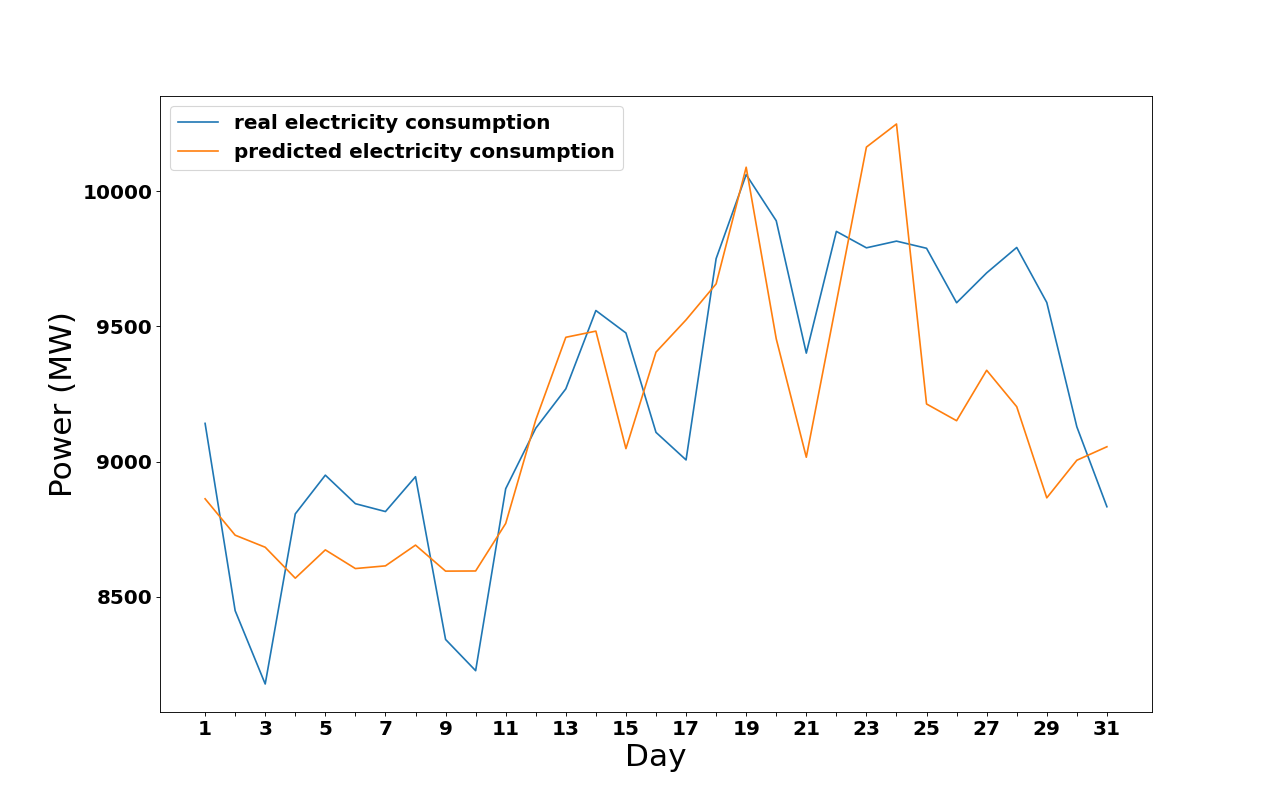 real electricity consumption
predicted electricity consumption
10000
9500
9000
8500
Power (MW)
1 3 5 7 9 11 13 15 17 19 21 23 25 27 29 31
Day